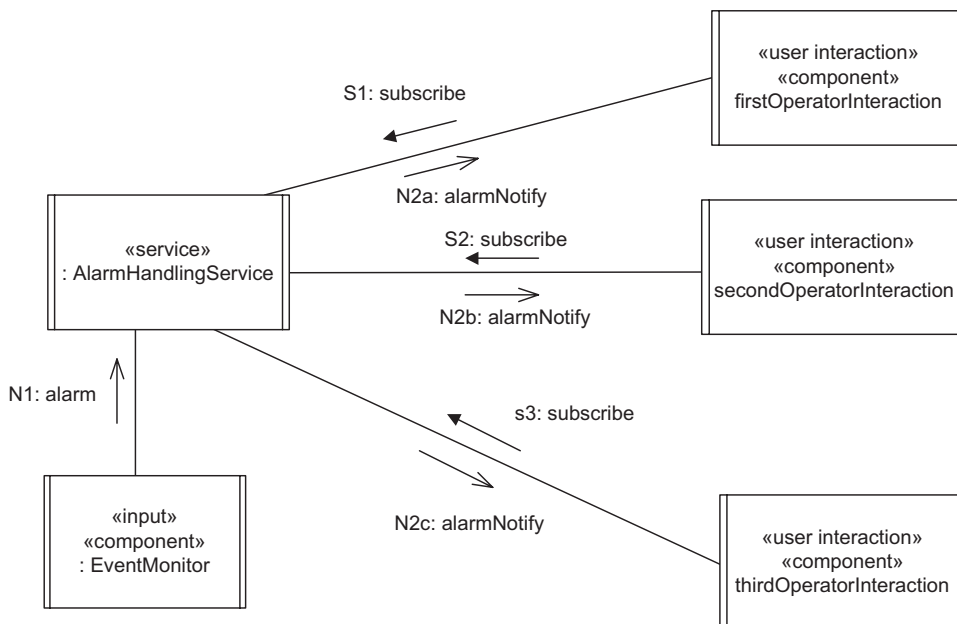 «user interaction»
«component»
firstOperatorInteraction
S1: subscribe
N2a: alarmNotify
«service»
: AlarmHandlingService
S2: subscribe
N2b: alarmNotify
«user interaction»
«component»
secondOperatorInteraction
N1: alarm
s3: subscribe
N2c: alarmNotify
«input»
«component»
: EventMonitor
«user interaction»
«component»
thirdOperatorInteraction